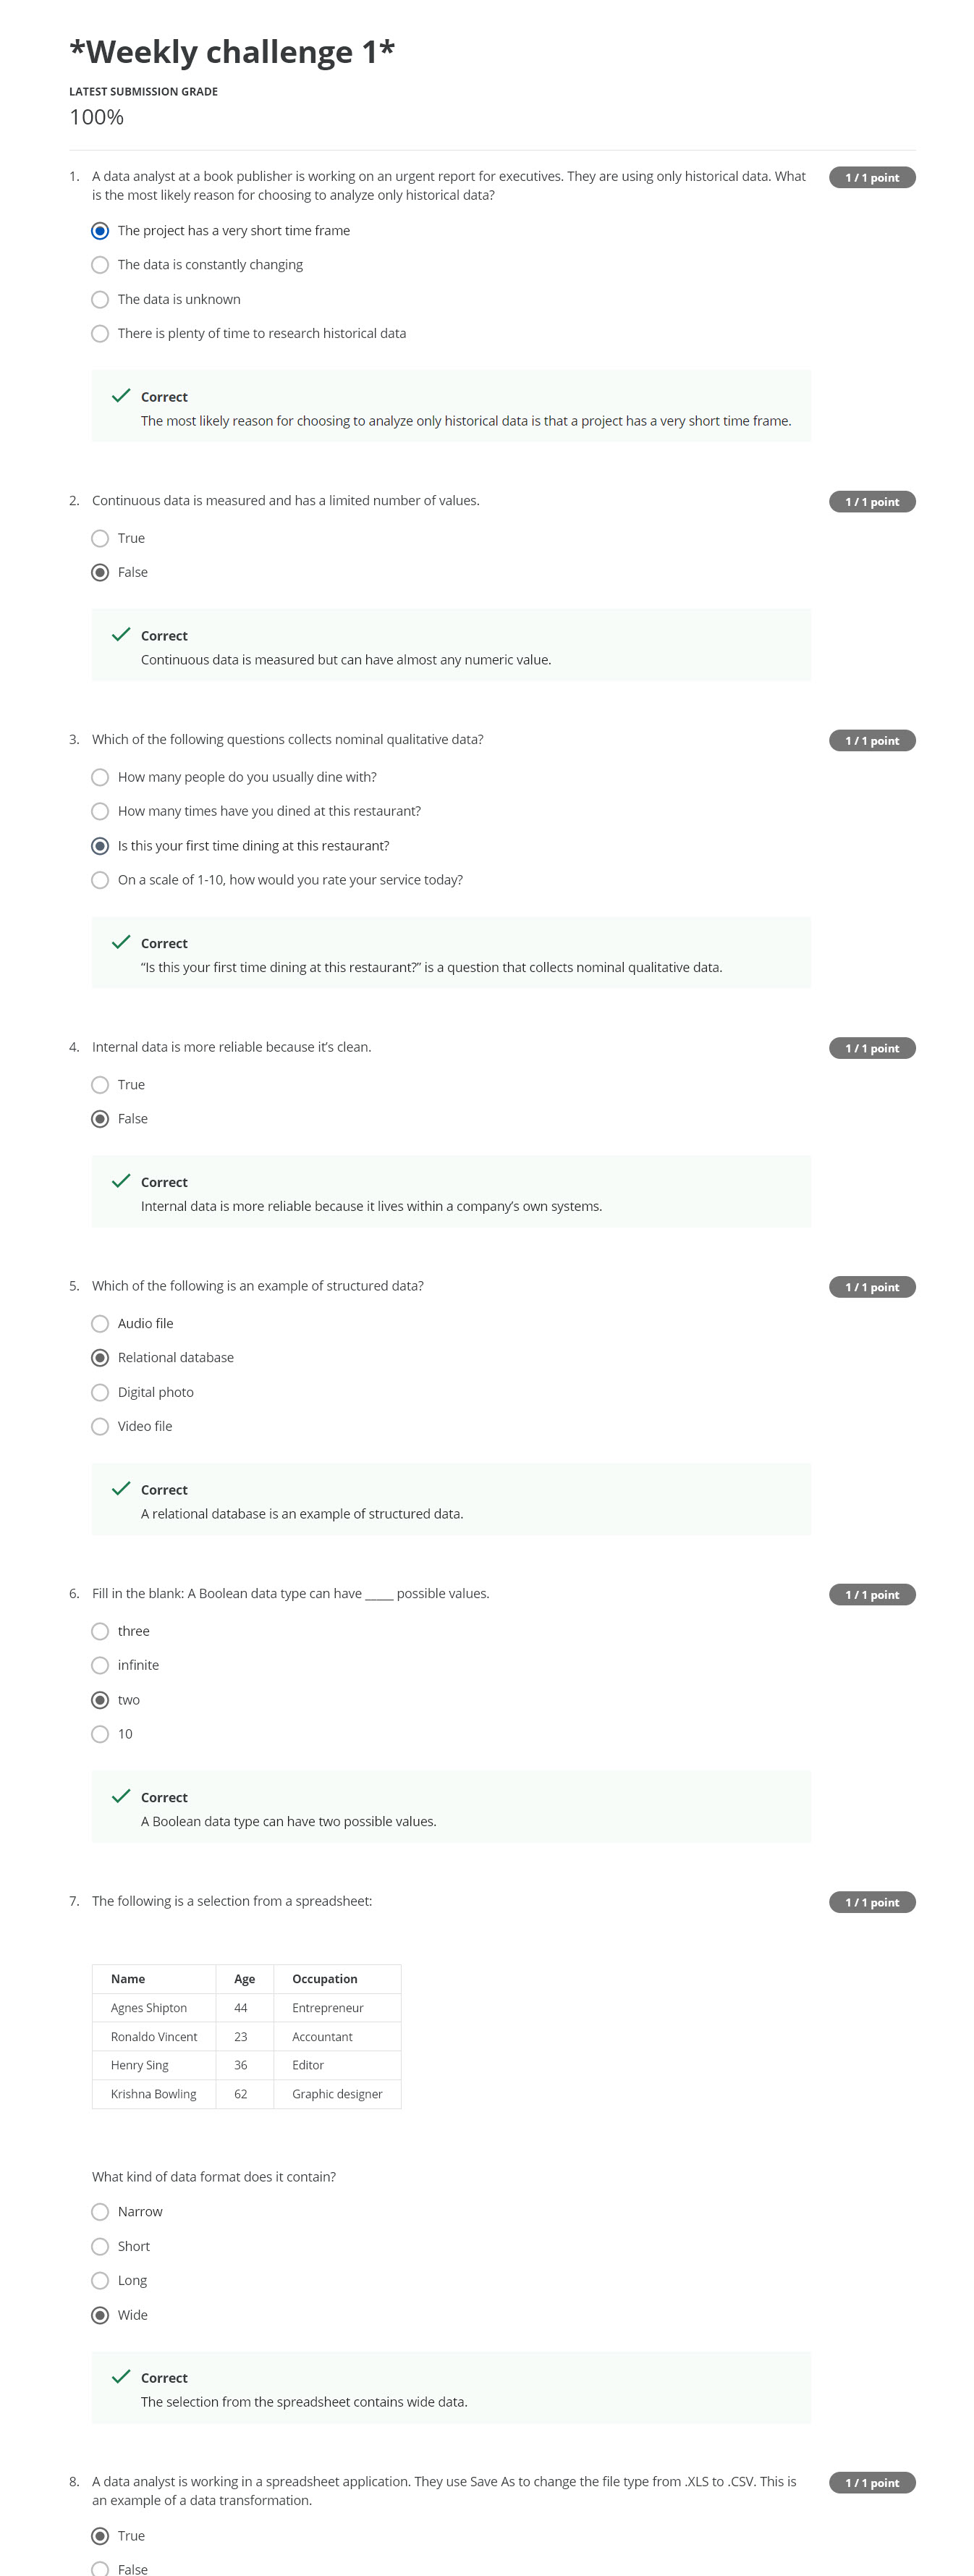 *Weekly challenge 1*
LATEST SUBMISSION GRADE
100%
1. A data analyst at a book publisher is working on an urgent report for executives. They are using only historical data. What
is the most likely reason for choosing to analyze only historical data?
1 / 1 point
The project has a very short time frame
The data is constantly changing
The data is unknown
There is plenty of time to research historical data
Correct
The most likely reason for choosing to analyze only historical data is that a project has a very short time frame.
2. Continuous data is measured and has a limited number of values.
1 / 1 point
True
False
Correct
Continuous data is measured but can have almost any numeric value.
3. Which of the following questions collects nominal qualitative data?
1 / 1 point
How many people do you usually dine with?
How many times have you dined at this restaurant?
Is this your first time dining at this restaurant?
On a scale of 1-10, how would you rate your service today?
Correct
“Is this your first time dining at this restaurant?” is a question that collects nominal qualitative data.
4. Internal data is more reliable because it’s clean.
1 / 1 point
True
False
Correct
Internal data is more reliable because it lives within a company’s own systems.
5. Which of the following is an example of structured data?
1 / 1 point
Audio file
Relational database
Digital photo
Video file
Correct
A relational database is an example of structured data.
6. Fill in the blank: A Boolean data type can have _____ possible values.
1 / 1 point
three
infinite
two
10
Correct
A Boolean data type can have two possible values.
7. The following is a selection from a spreadsheet:
1 / 1 point
Name Age Occupation
Agnes Shipton 44 Entrepreneur
Ronaldo Vincent 23 Accountant
Henry Sing 36 Editor
Krishna Bowling 62 Graphic designer
What kind of data format does it contain?
Narrow
Short
Long
Wide
Correct
The selection from the spreadsheet contains wide data.
8. A data analyst is working in a spreadsheet application. They use Save As to change the file type from .XLS to .CSV. This is
an example of a data transformation.
1 / 1 point
True
False